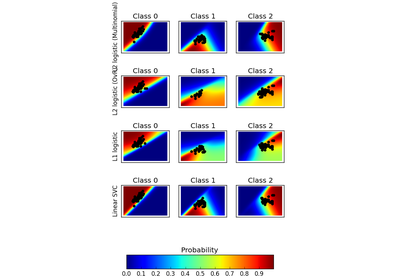 L2 logistic (Multinomial)
Class 0 Class 1 Class 2
L2 logistic (OvR)
Class 0 Class 1 Class 2
L1 logistic
Class 0 Class 1 Class 2
Linear SVC
Class 0 Class 1 Class 2
Probability
0.0 0.1 0.2 0.3 0.4 0.5 0.6 0.7 0.8 0.9